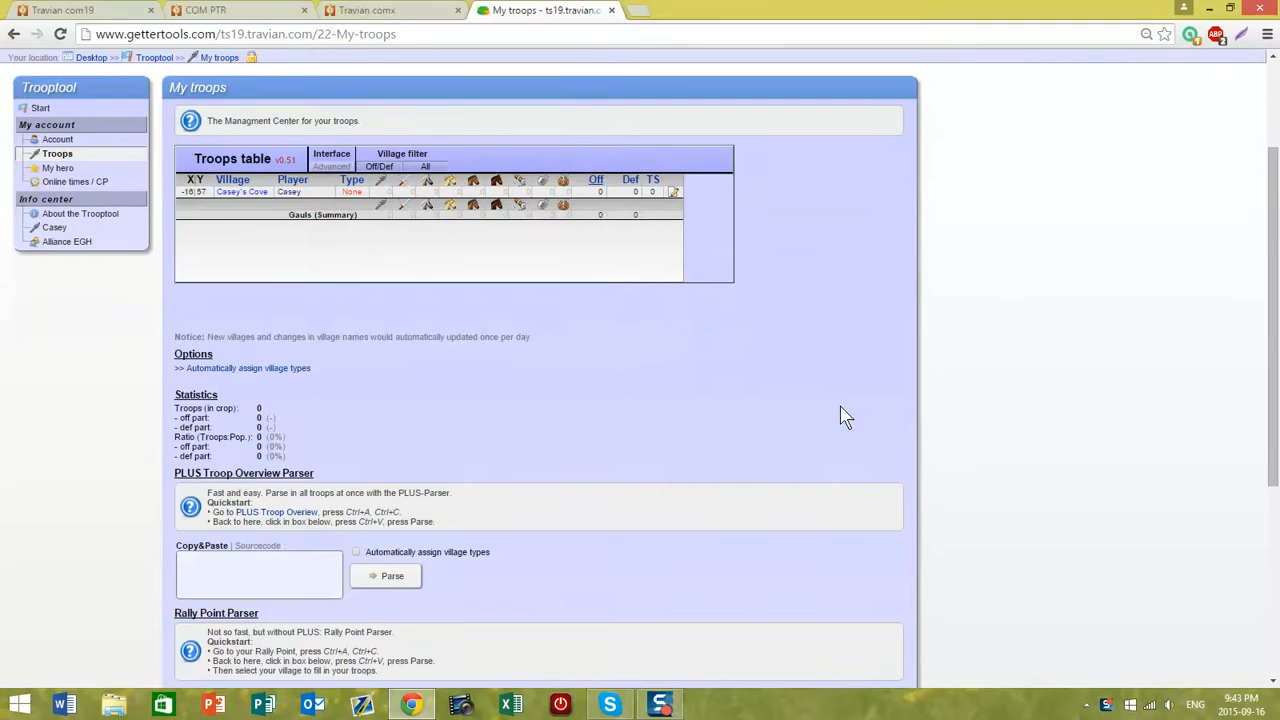 Travian com19
COM PTR
Travian comx
My troops - ts19.travian.c
www.gettertools.com/ts19.travian.com/22-My-troops
ABP
Your location: Desktop >> Trooptool >> My troops
Trooptool
Start
My account
Account
Troops
My hero
Online times / CP
Info center
About the Trooptool
Casey
Alliance EGH
My troops
The Managment Center for your troops.
Troops table v0.51
Interface
Advanced
Village filter
Off/Def All
X|Y Village Player Type Off Def TS
-16|57 Casey's Cove Casey None 0 0 0 0 0 0 0 0 0 0 0 0
Gauls (Summary) 0 0
Notice: New villages and changes in village names would automatically updated once per day.
Options
>> Automatically assign village types
Statistics
Troops (in crop): 0
- off part: 0 (-)
- def part: 0 (-)
Ratio (Troops:Pop.): 0 (0%)
- off part: 0 (0%)
- def part: 0 (0%)
PLUS Troop Overview Parser
Fast and easy. Parse in all troops at once with the PLUS-Parser.
Quickstart:
• Go to PLUS Troop Overiew, press Ctrl+A, Ctrl+C.
• Back to here, click in box below, press Ctrl+V, press Parse.
Copy&Paste | Sourcecode :
Automatically assign village types
Parse
Rally Point Parser
Not so fast, but without PLUS: Rally Point Parser.
Quickstart:
• Go to your Rally Point, press Ctrl+A, Ctrl+C.
• Back to here, click in box below, press Ctrl+V, press Parse.
• Then select your village to fill in your troops.
ENG
9:43 PM
2015-09-16